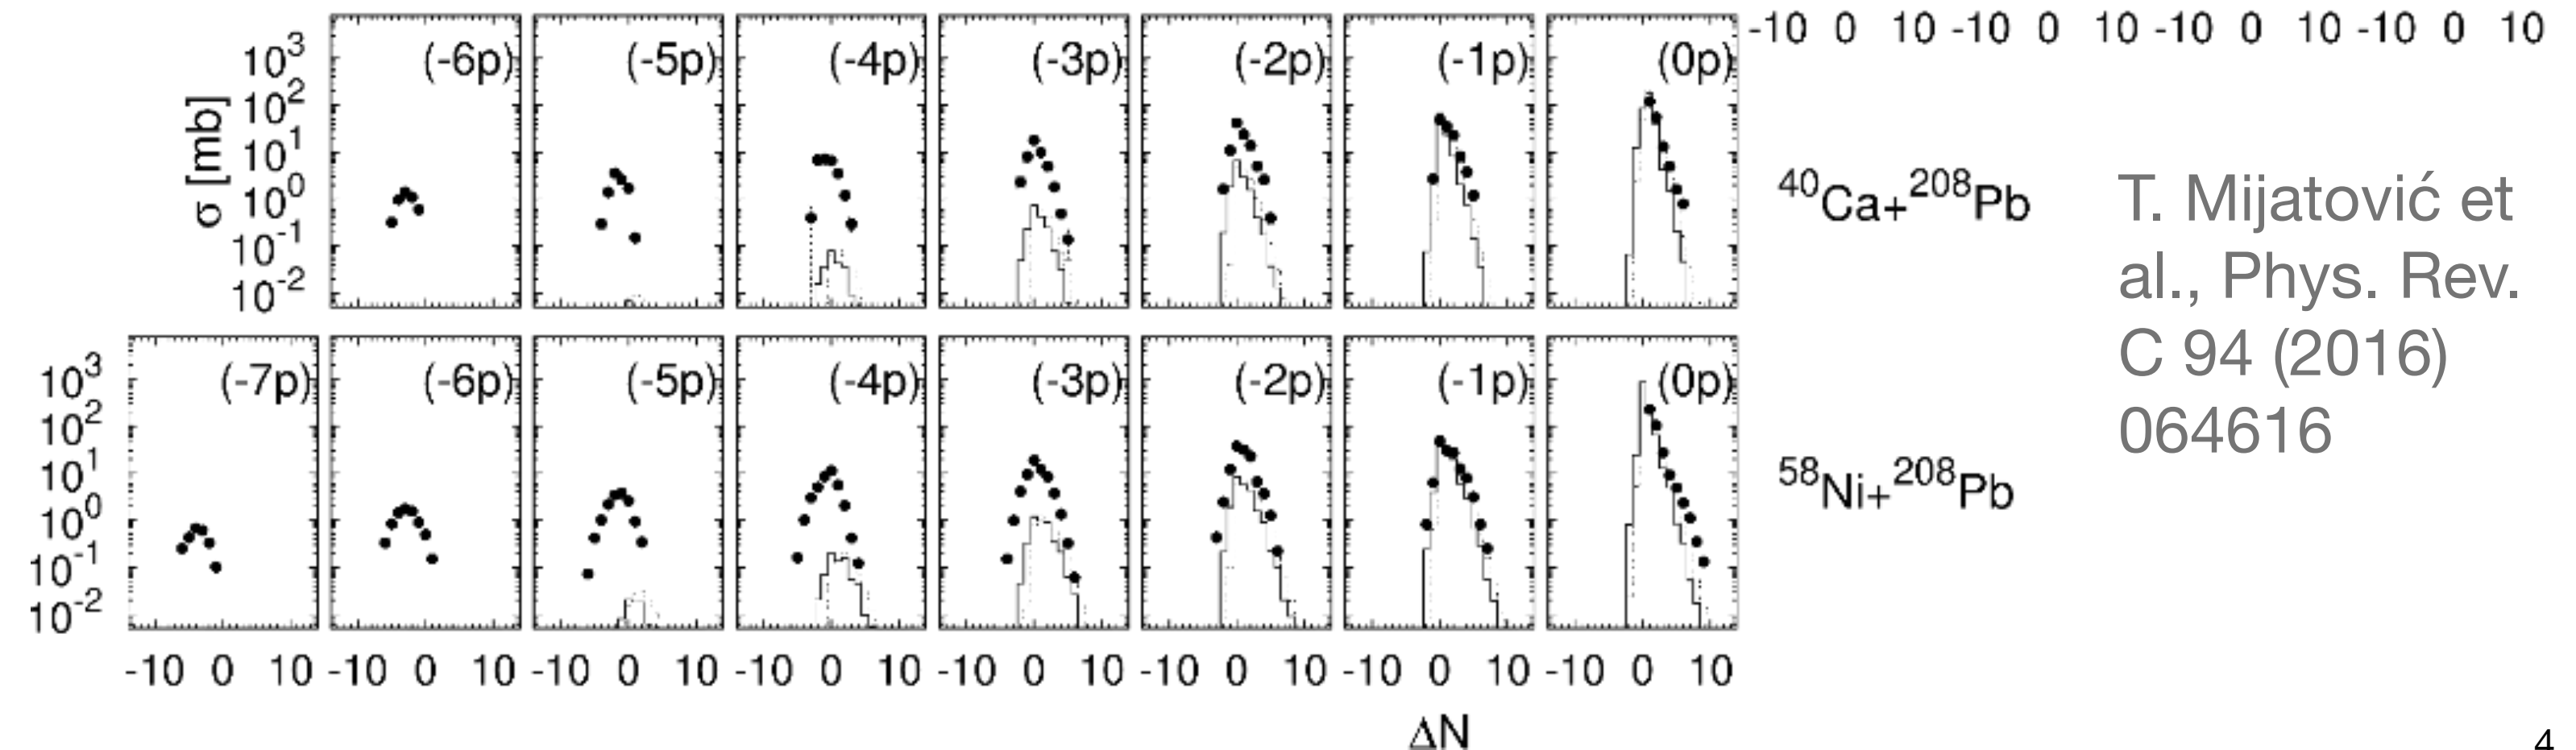 -10 0 10 -10 0 10 -10 0 10 -10 0 10
(-6p) (-5p) (-4p) (-3p) (-2p) (-1p) (0p)
σ [mb]
10³
10²
10¹
10⁰
10⁻¹
10⁻²
⁴⁰Ca+²⁰⁸Pb
T. Mijatović et
al., Phys. Rev.
C 94 (2016)
064616
(-7p) (-6p) (-5p) (-4p) (-3p) (-2p) (-1p) (0p)
10³
10²
10¹
10⁰
10⁻¹
10⁻²
⁵⁸Ni+²⁰⁸Pb
-10 0 10 -10 0 10 -10 0 10 -10 0 10 -10 0 10 -10 0 10 -10 0 10 -10 0 10
ΔN
4